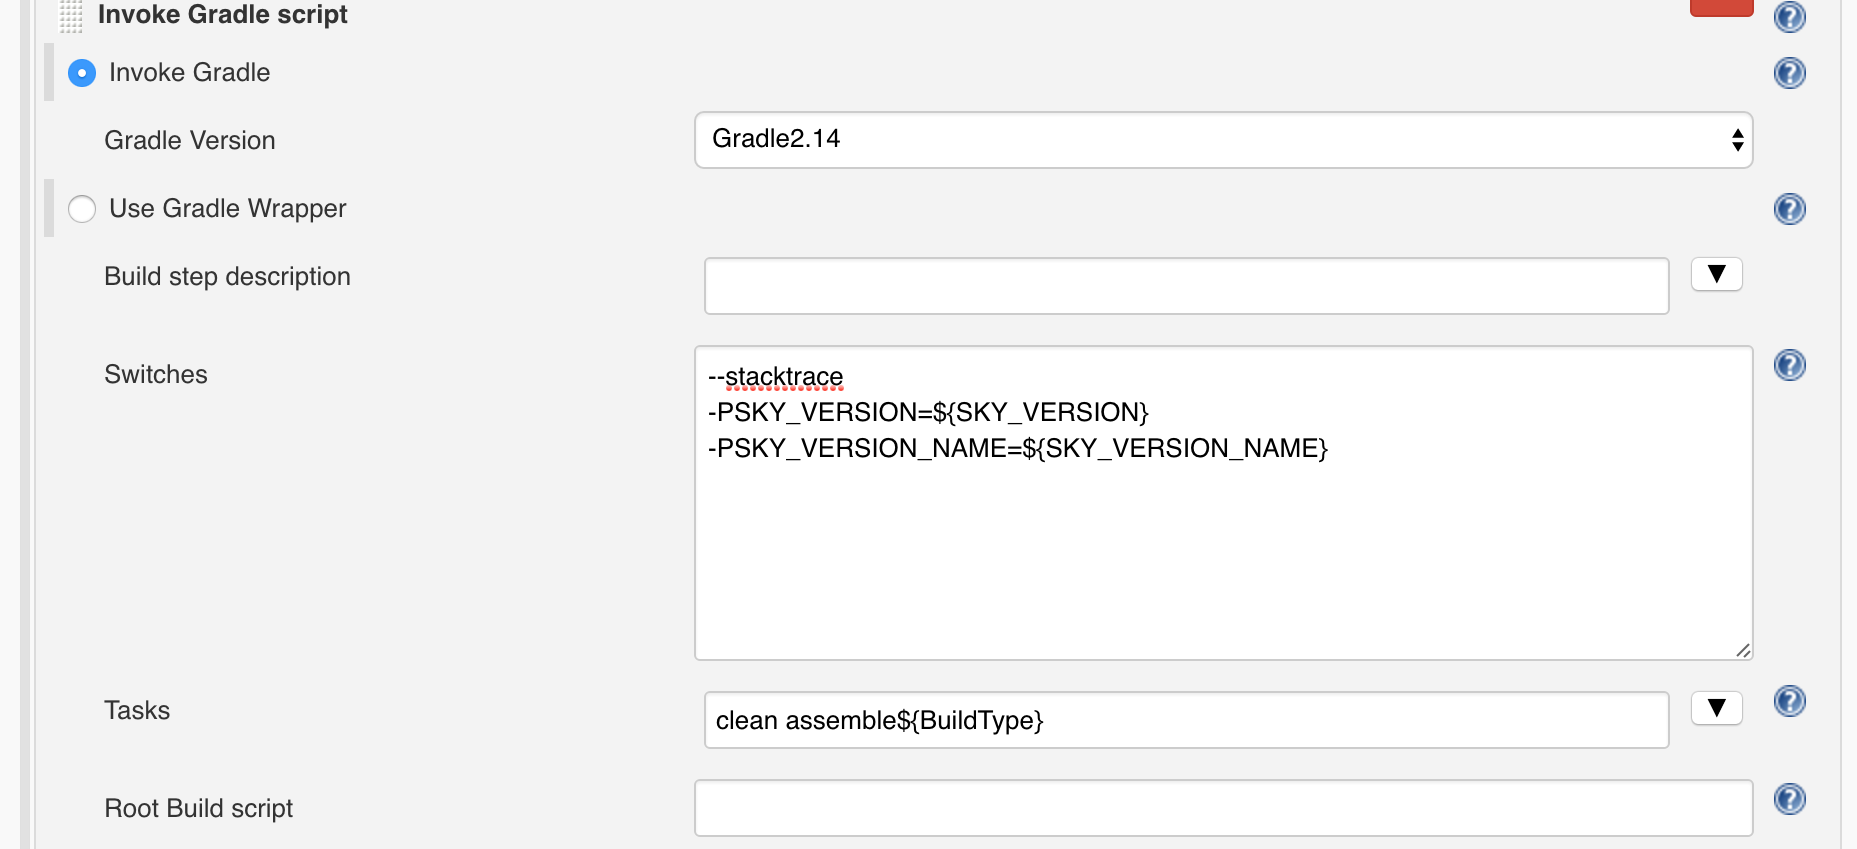 Invoke Gradle script
Invoke Gradle
Gradle Version
Gradle2.14
Use Gradle Wrapper
Build step description
Switches
--stacktrace
-PSKY_VERSION=${SKY_VERSION}
-PSKY_VERSION_NAME=${SKY_VERSION_NAME}
Tasks
clean assemble${BuildType}
Root Build script